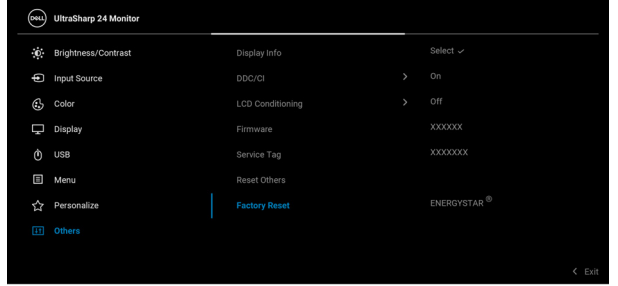 DELL UltraSharp 24 Monitor
Brightness/Contrast Display Info Select
Input Source DDC/CI On
Color LCD Conditioning Off
Display Firmware XXXXXX
USB Service Tag XXXXXXX
Menu Reset Others
Personalize Factory Reset ENERGYSTAR ®
Others
Exit